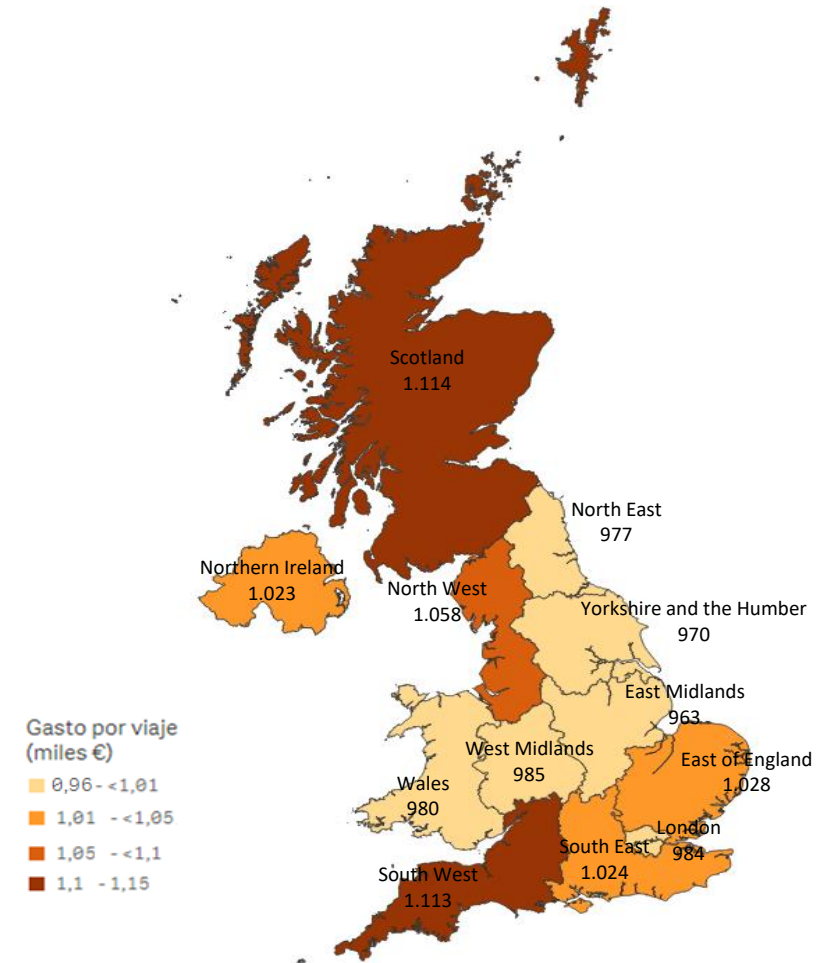 Scotland
1.114
North East
977
Northern Ireland
1.023
North West
1.058
Yorkshire and the Humber
970
East Midlands
963
West Midlands
985
East of England
1,028
Wales
980
London
984
South East
1.024
South West
1.113
Gasto por viaje
(miles €)
0,96 - <1,01
1,01 - <1,05
1,05 - <1,1
1,1 - 1,15